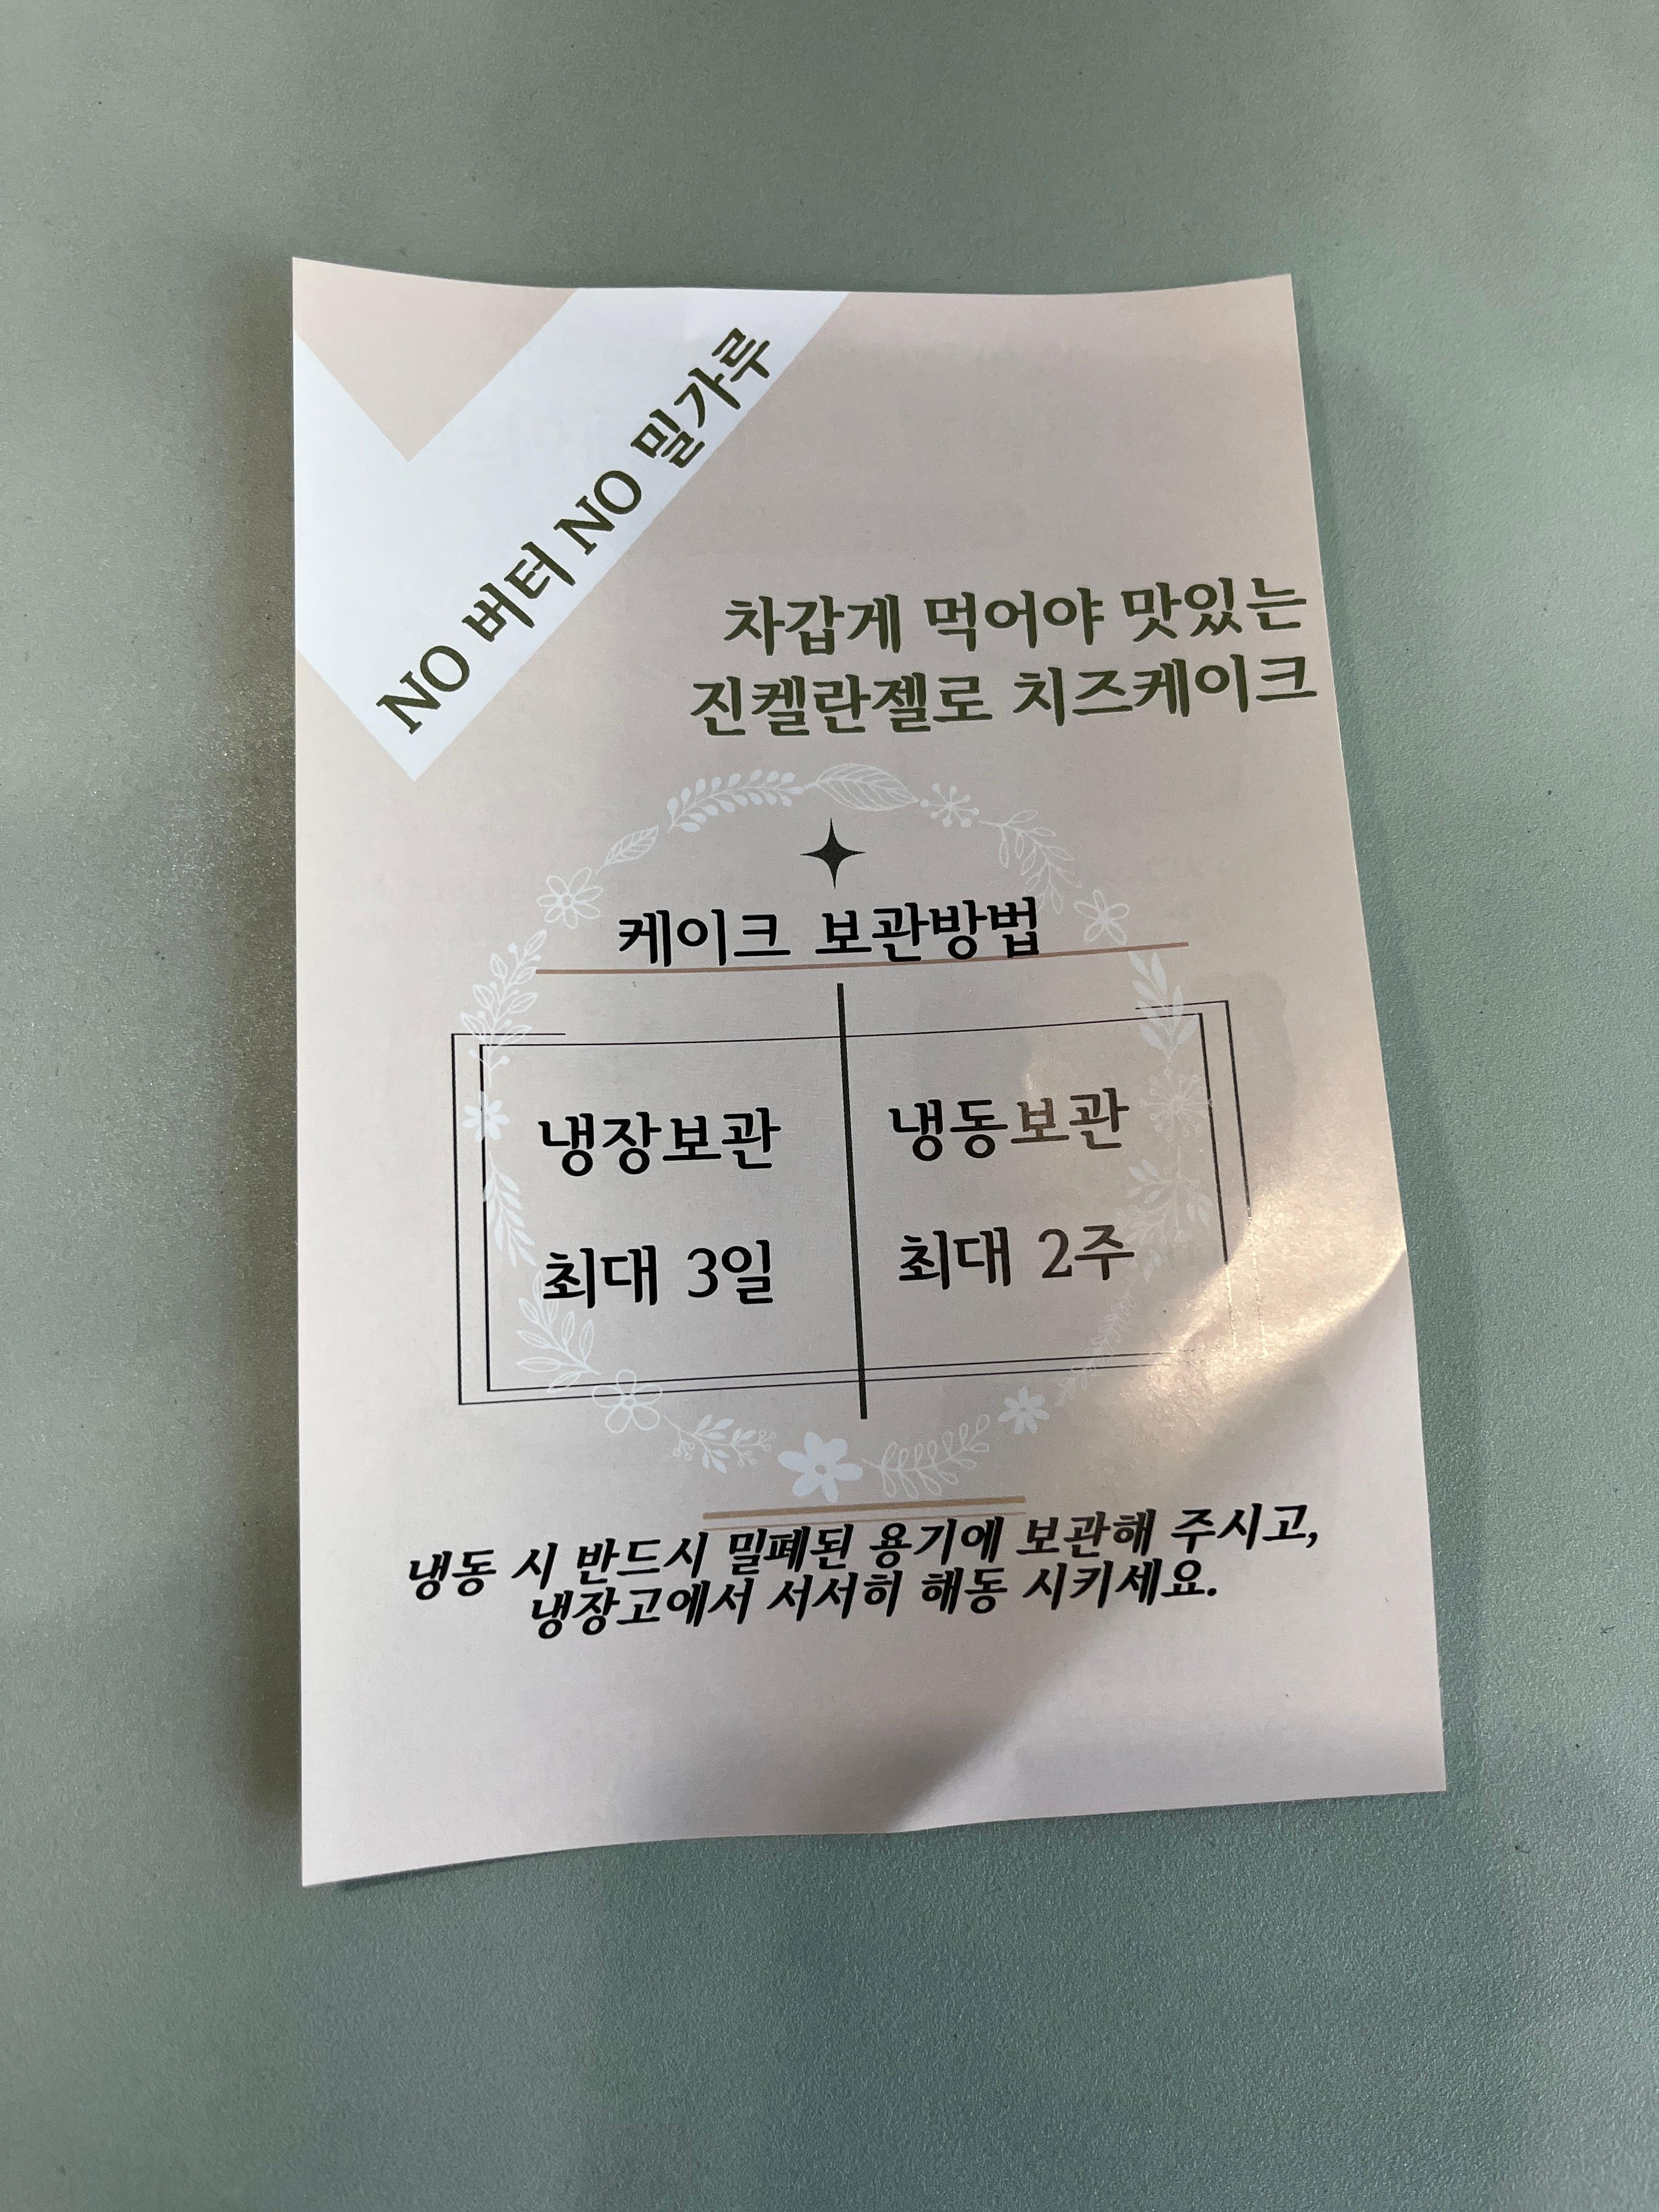 NO 버터 NO 밀가루
차갑게 먹어야 맛있는
진켈란젤로 치즈케이크
케이크 보관방법
냉장보관
최대 3일
냉동보관
최대 2주
냉동 시 반드시 밀폐된 용기에 보관해 주시고,
냉장고에서 서서히 해동 시키세요.